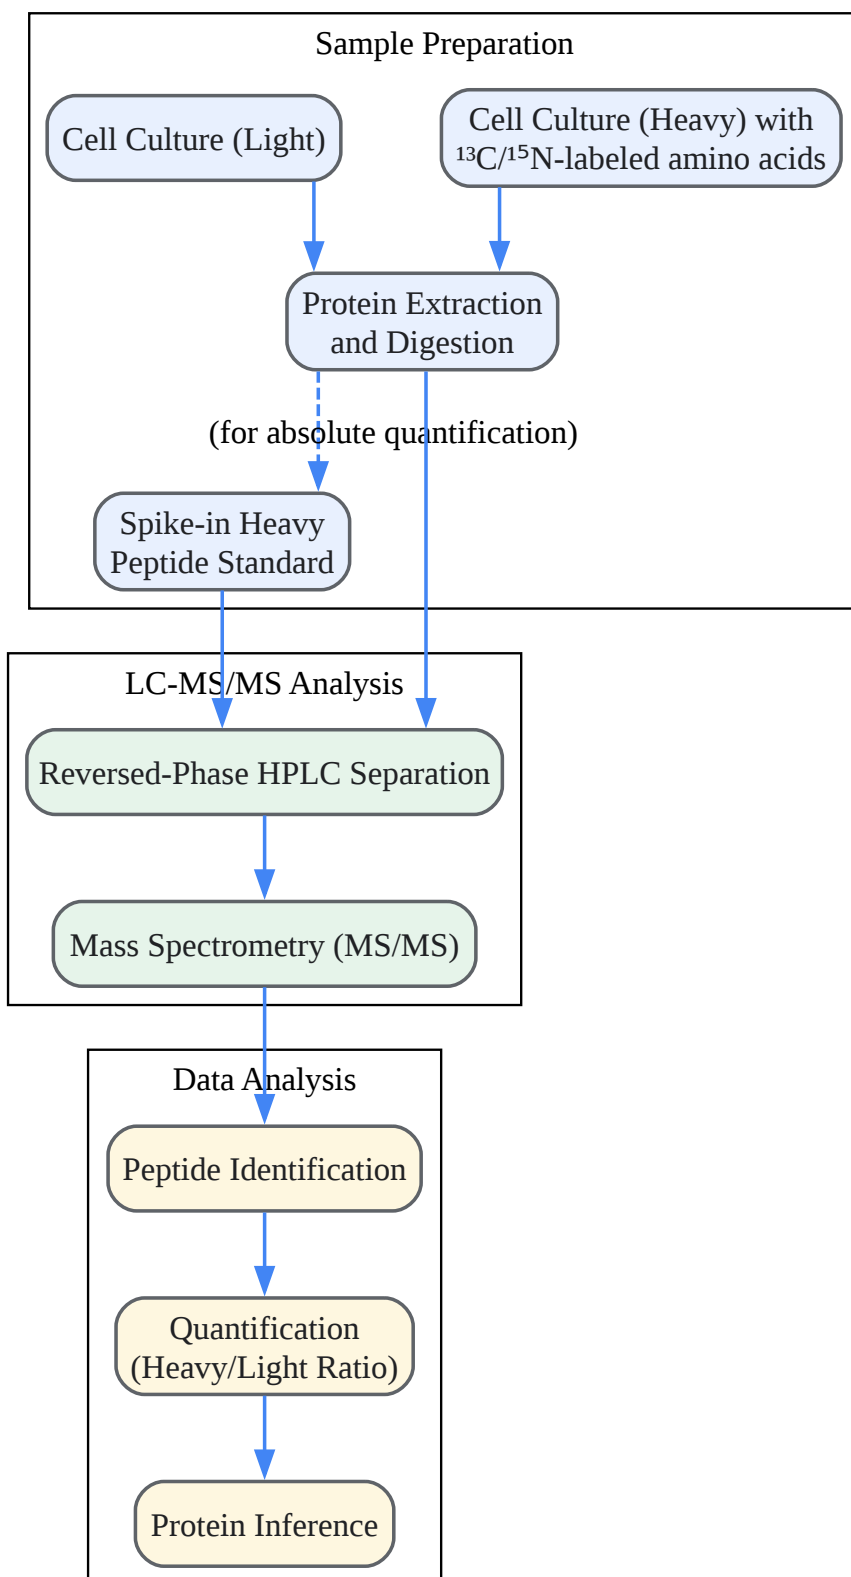 Sample Preparation
Cell Culture (Light)
Cell Culture (Heavy) with
¹³C/¹⁵N-labeled amino acids
Protein Extraction
and Digestion
(for absolute quantification)
Spike-in Heavy
Peptide Standard
LC-MS/MS Analysis
Reversed-Phase HPLC Separation
Mass Spectrometry (MS/MS)
Data Analysis
Peptide Identification
Quantification
(Heavy/Light Ratio)
Protein Inference